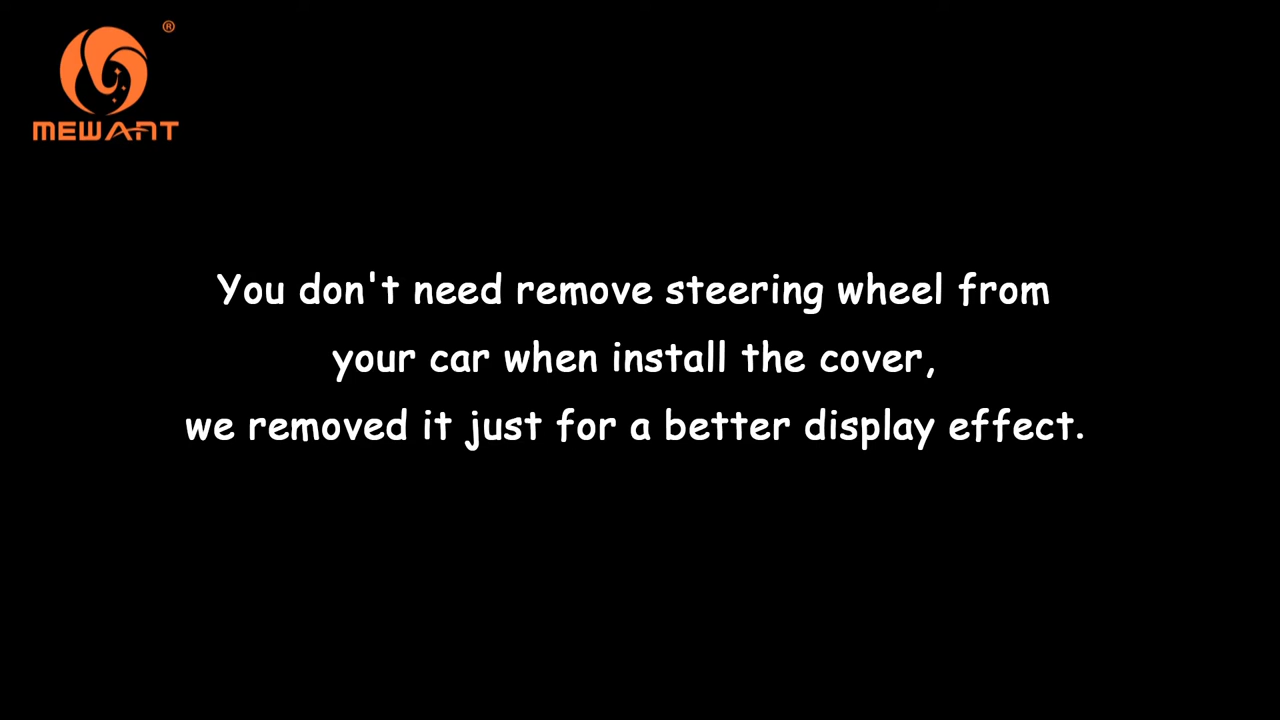 ®
MEWANT
You don't need remove steering wheel from
your car when install the cover,
we removed it just for a better display effect.